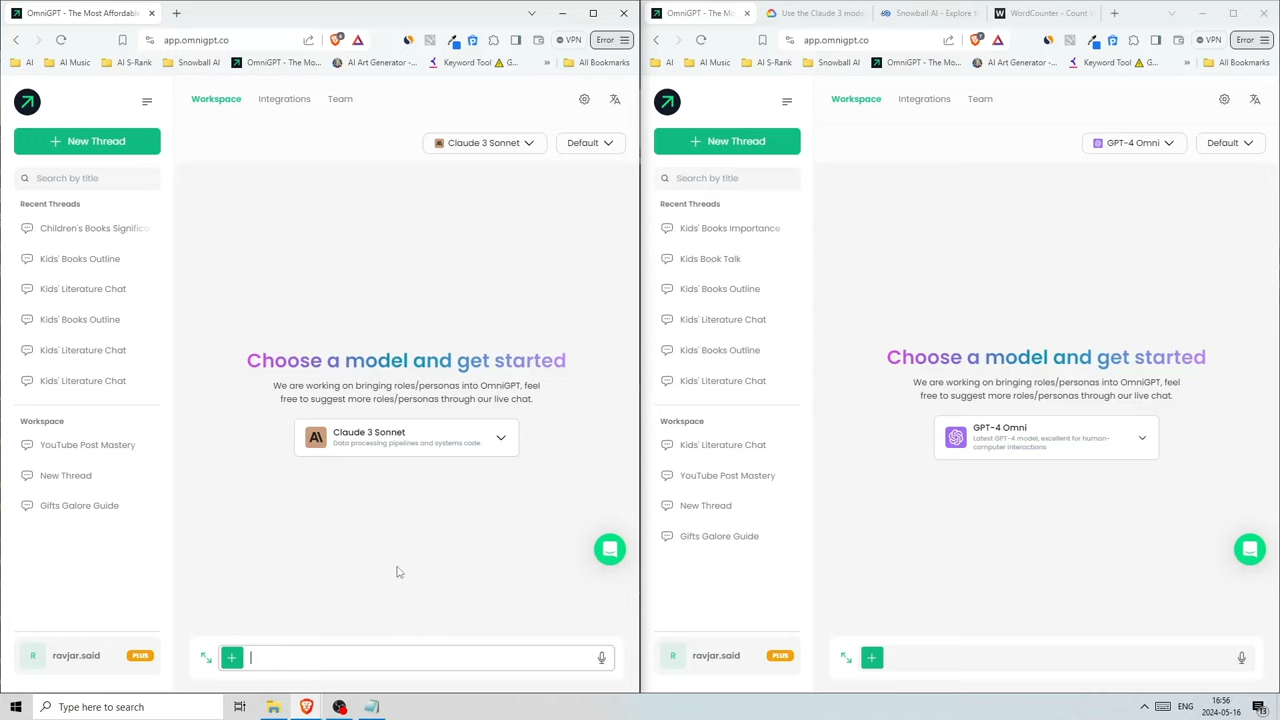 OmniGPT - The Most Affordable
app.omnigpt.co
VPN
Error
AI
AI Music
AI S-Rank
Snowball AI
OmniGPT - The Mo...
AI Art Generator -...
Keyword Tool
G...
»
All Bookmarks
Workspace
Integrations
Team
+ New Thread
Claude 3 Sonnet
Default
Search by title
Recent Threads
Children's Books Significa
Kids' Books Outline
Kids' Literature Chat
Kids' Books Outline
Kids' Literature Chat
Kids' Literature Chat
Workspace
YouTube Post Mastery
New Thread
Gifts Galore Guide
Choose a model and get started
We are working on bringing roles/personas into OmniGPT, feel
free to suggest more roles/personas through our live chat.
Claude 3 Sonnet
Data processing pipelines and systems code.
R
ravjar.said
PLUS
OmniGPT - The Mo
Use the Claude 3 mode
Snowball AI - Explore t
WordCounter - Count W
app.omnigpt.co
VPN
Error
AI
AI Music
AI S-Rank
Snowball AI
OmniGPT - The Mo...
AI Art Generator -...
Keyword Tool
G...
»
All Bookmarks
Workspace
Integrations
Team
+ New Thread
GPT-4 Omni
Default
Search by title
Recent Threads
Kids' Books Importance
Kids Book Talk
Kids' Books Outline
Kids' Literature Chat
Kids' Books Outline
Kids' Literature Chat
Workspace
Kids' Literature Chat
YouTube Post Mastery
New Thread
Gifts Galore Guide
Choose a model and get started
We are working on bringing roles/personas into OmniGPT, feel
free to suggest more roles/personas through our live chat.
GPT-4 Omni
Latest GPT-4 model, excellent for human-
computer interactions
R
ravjar.said
PLUS
Type here to search
ENG
16:56
2024-05-16